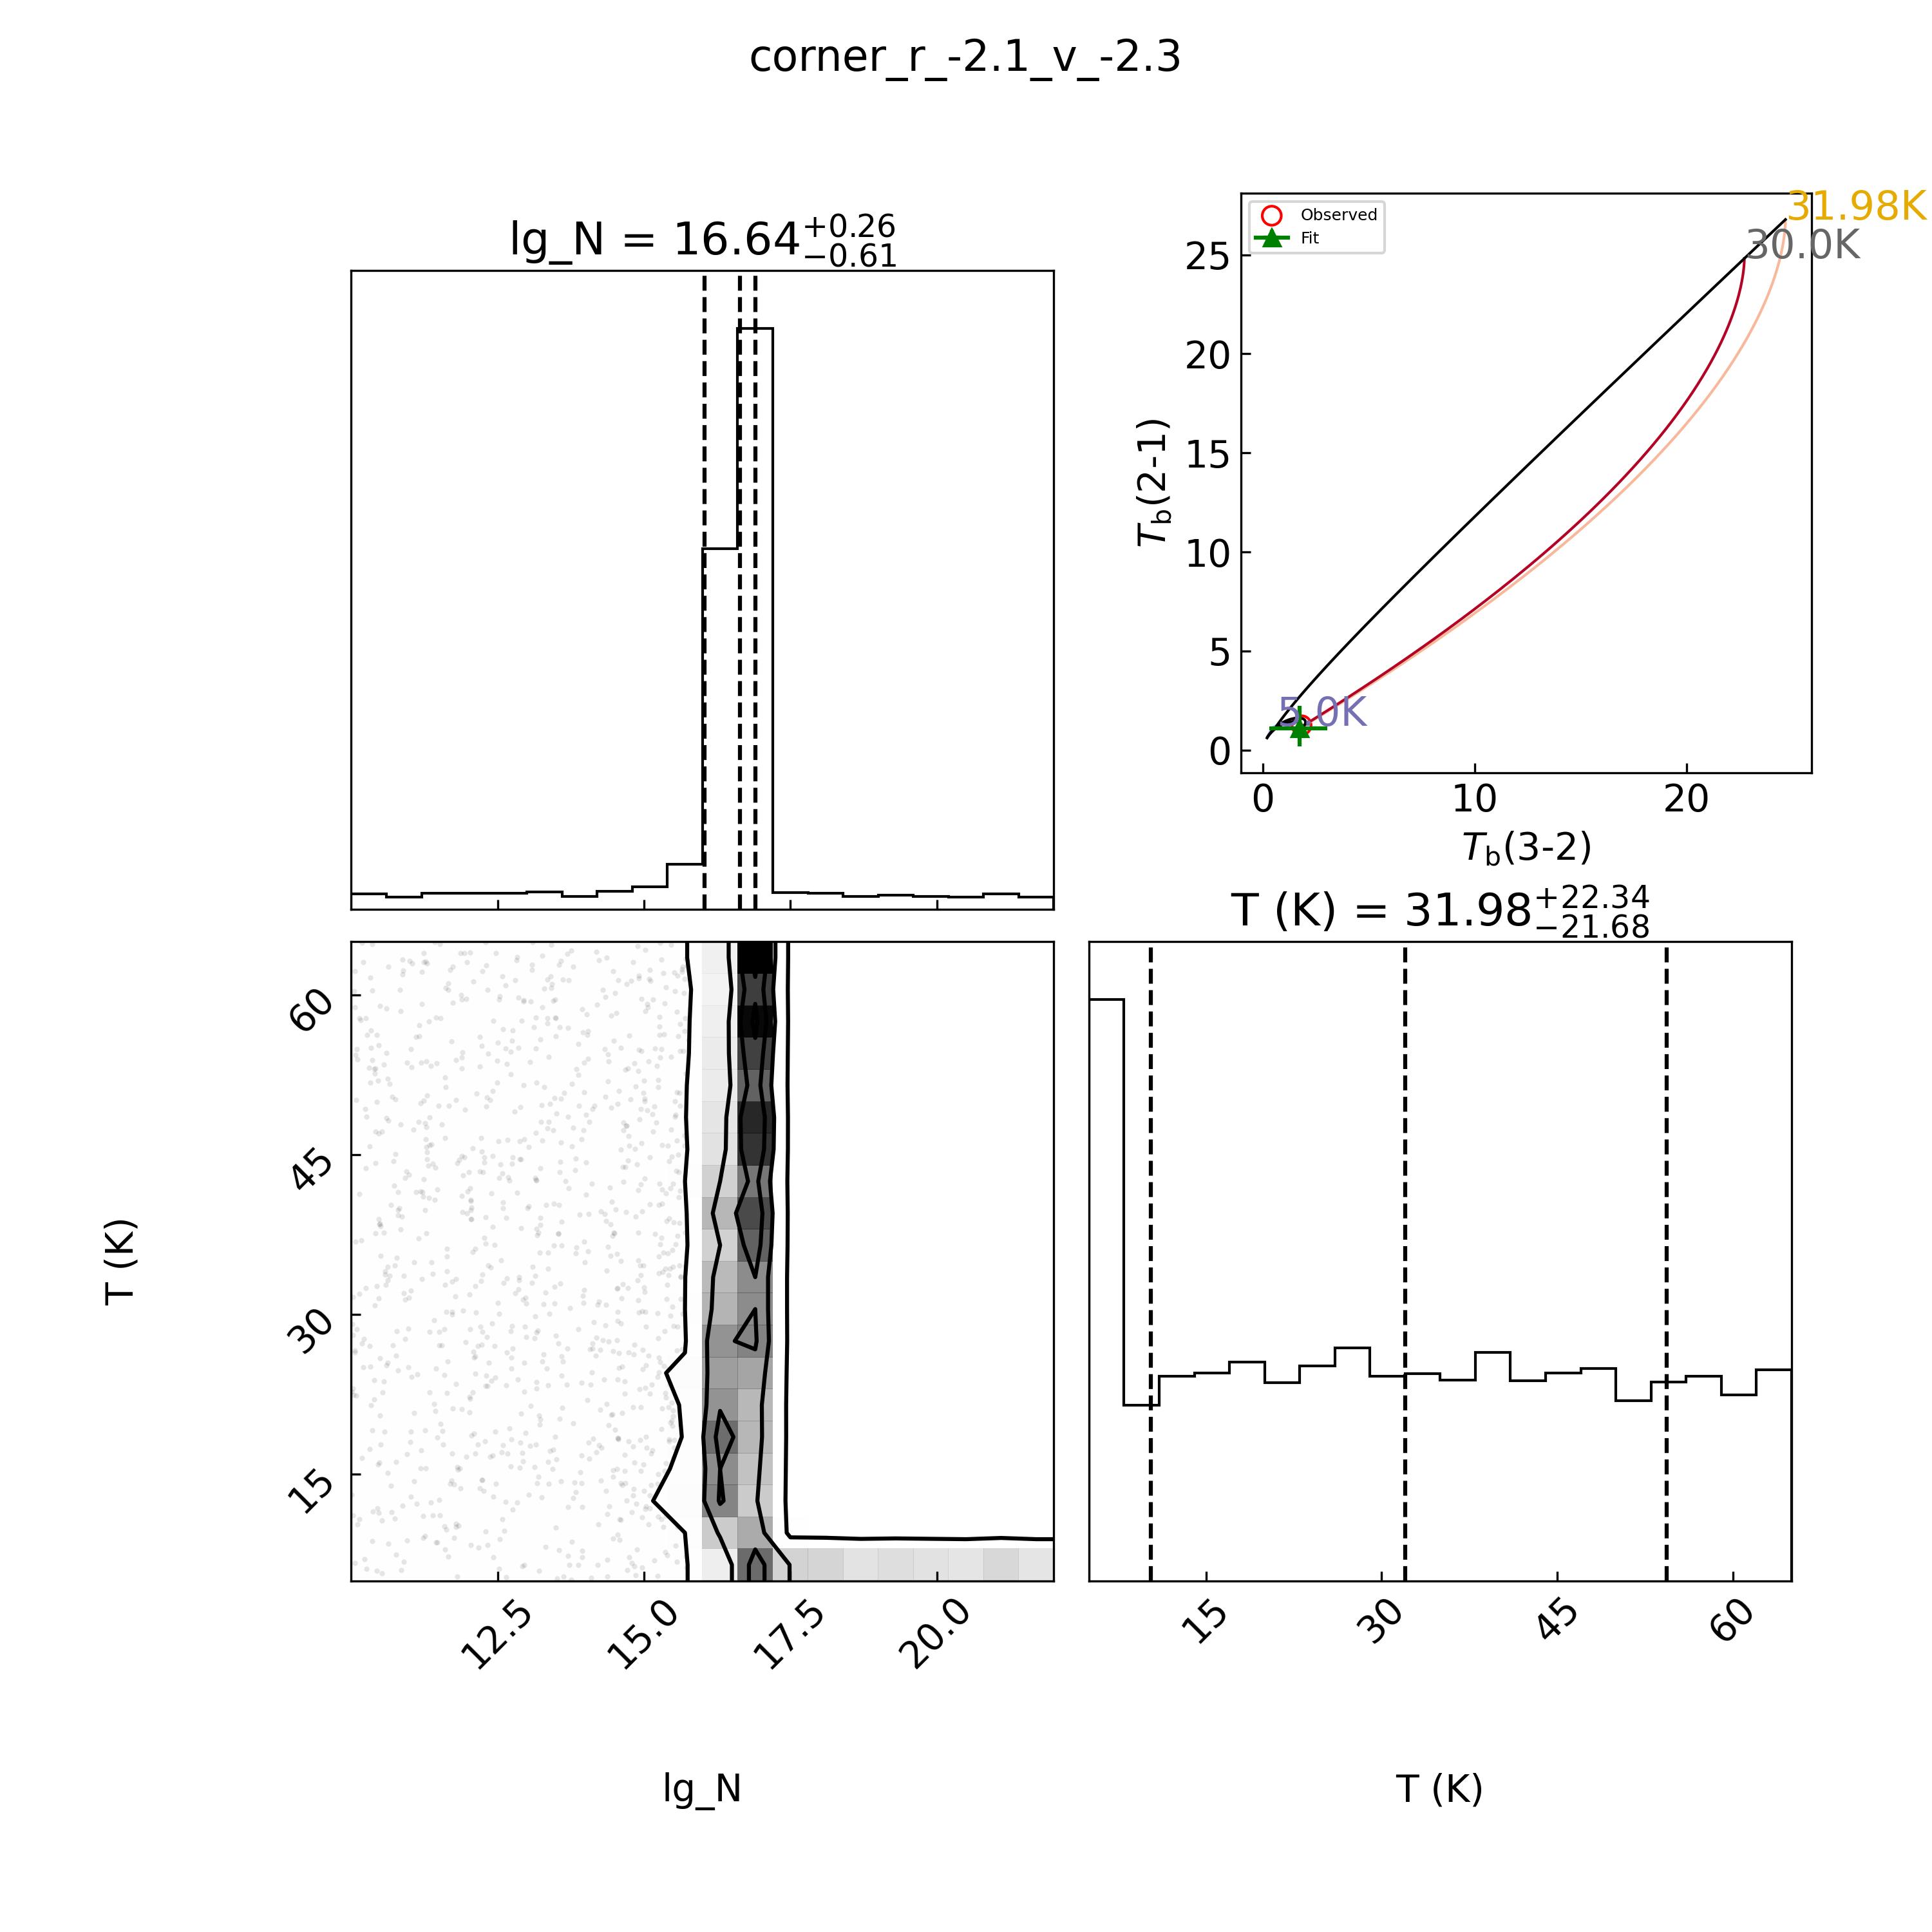 corner_r_-2.1_v_-2.3
lg_N = 16.64+0.26−0.61
31.98K
30.0K
Observed
Fit
25
20
15
10
5
0
Tb(2-1)
5.0K
0 10 20
Tb(3-2)
T (K) = 31.98+22.34−21.68
60
45
30
15
T (K)
12.5 15.0 17.5 20.0
15 30 45 60
lg_N
T (K)